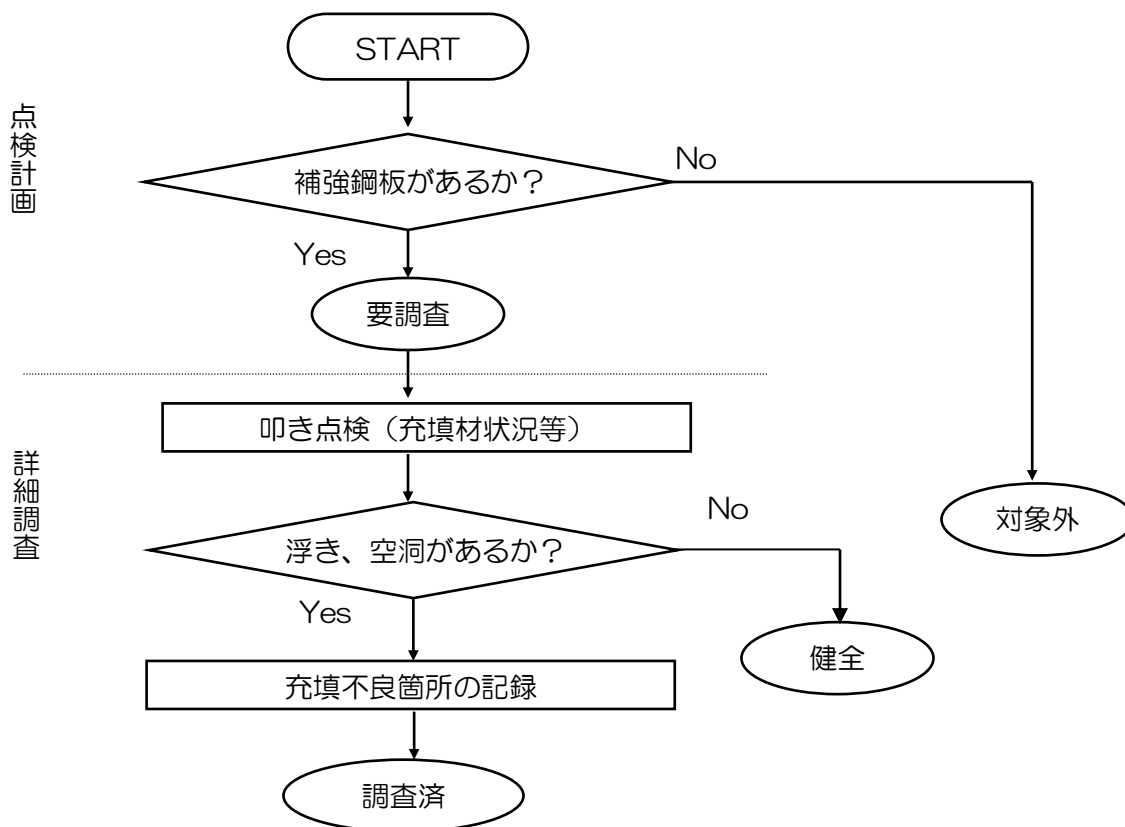 START
点検計画
補強鋼板があるか？
No
Yes
要調査
叩き点検（充填材状況等）
詳細調査
浮き、空洞があるか？
No
対象外
Yes
健全
充填不良箇所の記録
調査済